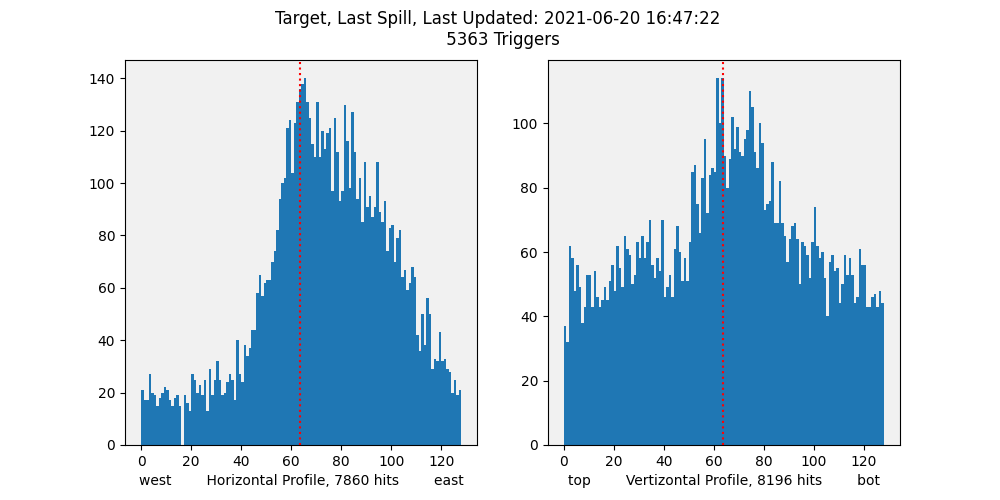 Target, Last Spill, Last Updated: 2021-06-20 16:47:22
5363 Triggers
140
120
100
80
60
40
20
0
0 20 40 60 80 100 120
west Horizontal Profile, 7860 hits east
100
80
60
40
20
0
0 20 40 60 80 100 120
top Vertizontal Profile, 8196 hits bot